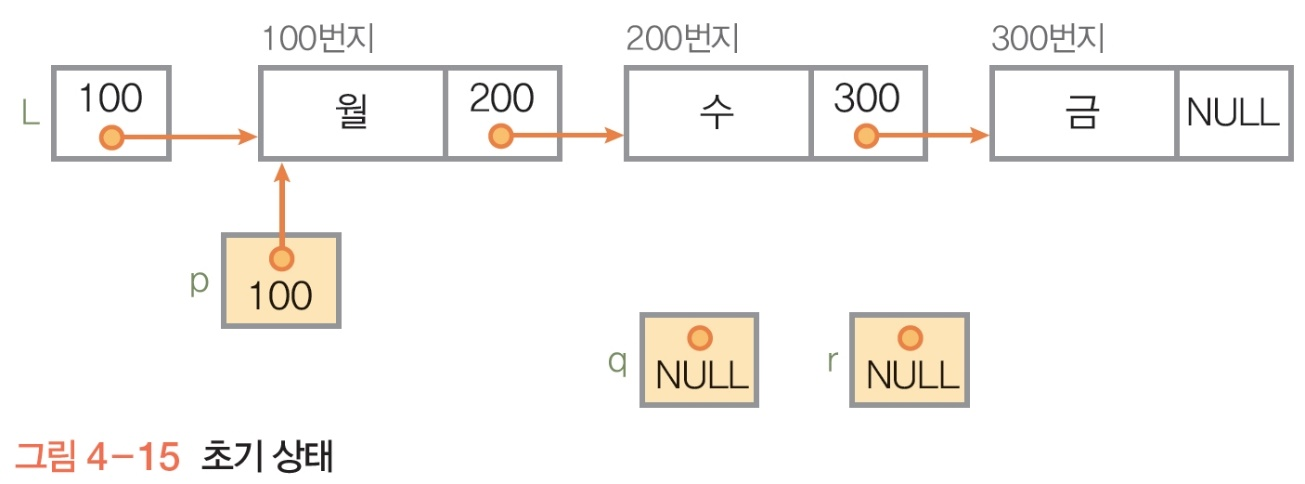 100번지 200번지 300번지
L 100 월 200 수 300 금 NULL
p 100
q NULL r NULL
그림 4-15 초기 상태